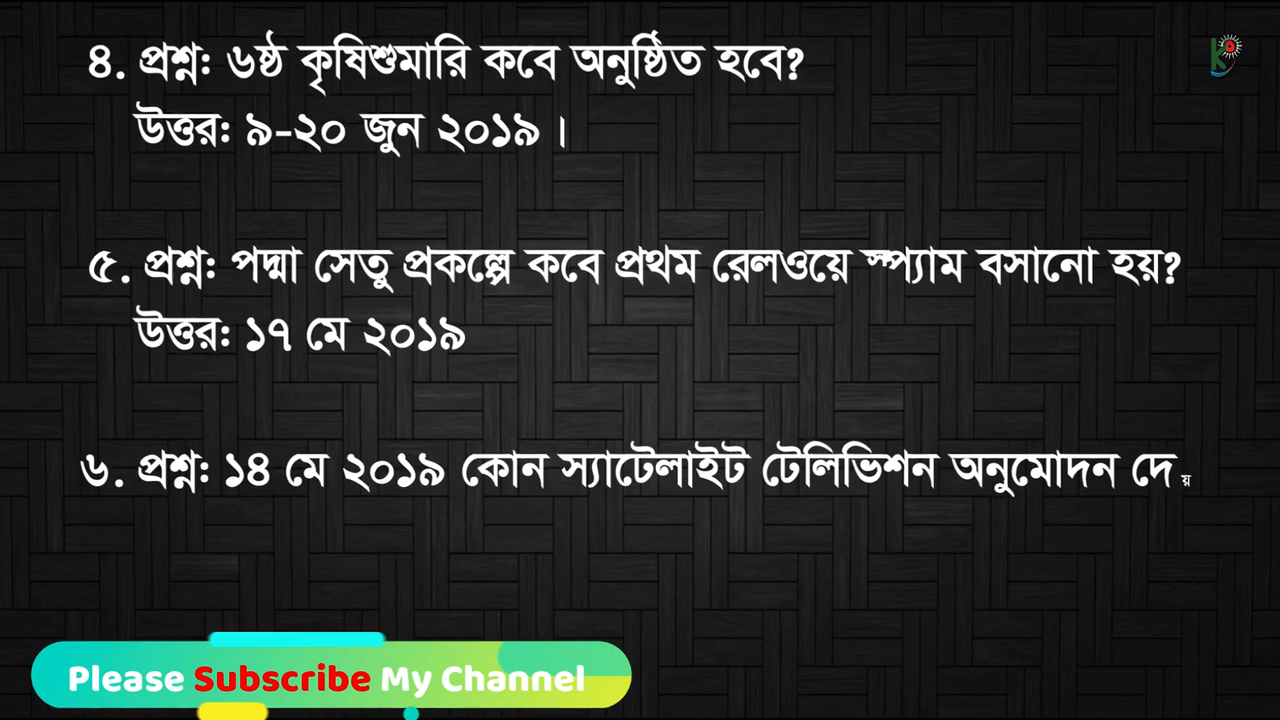 ৪. প্রশ্ন: ৬ষ্ঠ কৃষিশুমারি কবে অনুষ্ঠিত হবে?
উত্তর: ৯-২০ জুন ২০১৯।
৫. প্রশ্ন: পদ্মা সেতু প্রকল্পে কবে প্রথম রেলওয়ে স্প্যাম বসানো হয়?
উত্তর: ১৭ মে ২০১৯
৬. প্রশ্ন: ১৪ মে ২০১৯ কোন স্যাটেলাইট টেলিভিশন অনুমোদন দেয়
Please Subscribe My Channel